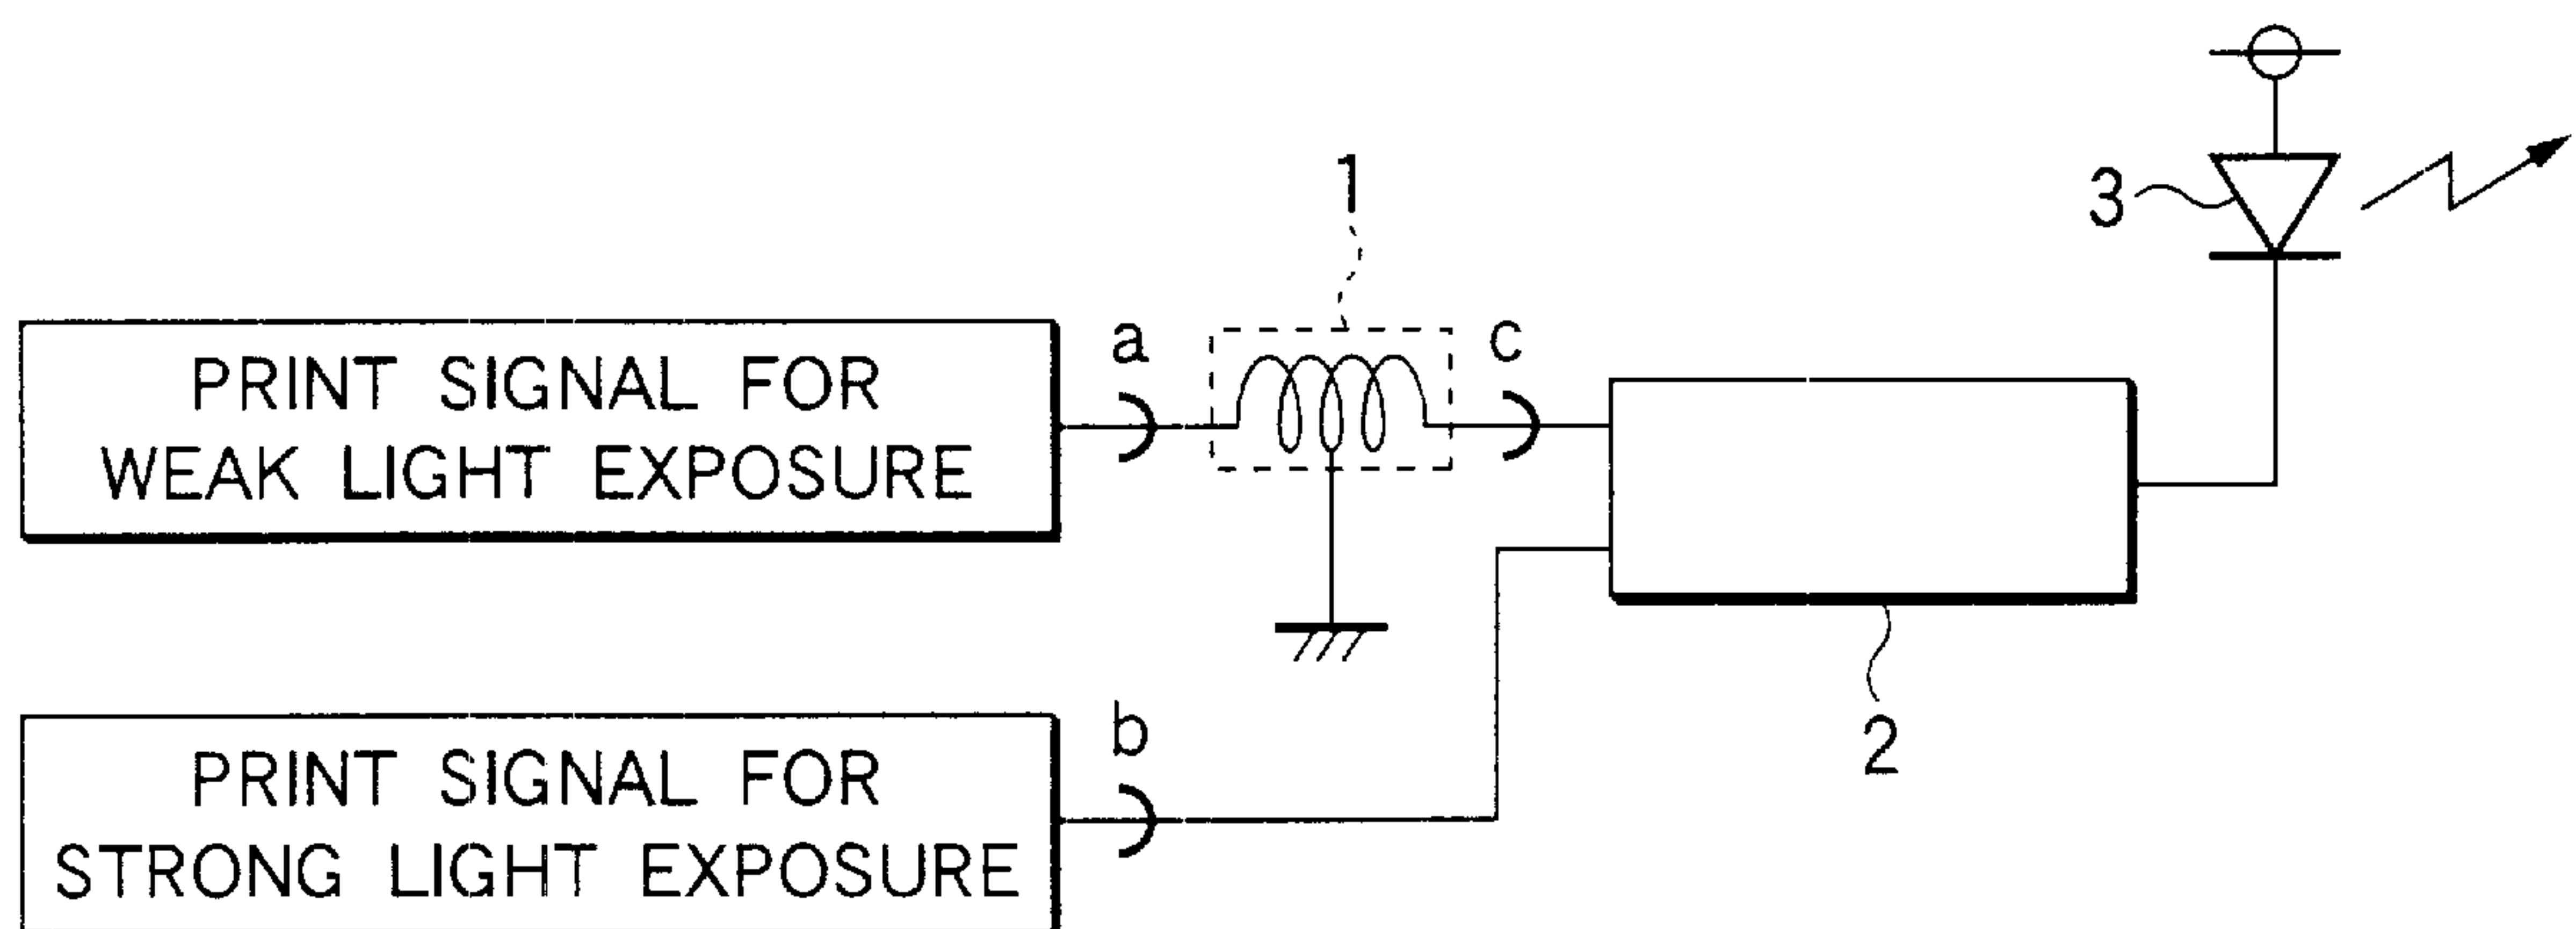 3
1
a
c
PRINT SIGNAL FOR
WEAK LIGHT EXPOSURE
b
2
PRINT SIGNAL FOR
STRONG LIGHT EXPOSURE